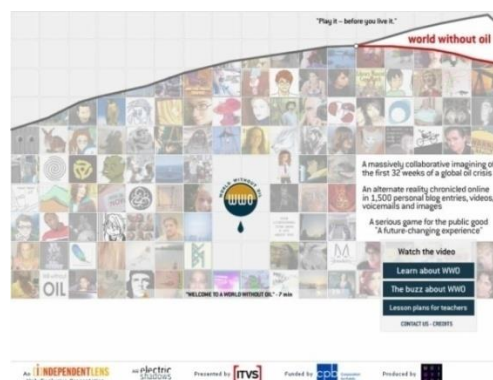 "Play it – before you live it."
world without oil
A massively collaborative imagining of
the first 32 weeks of a global oil crisis
An alternate reality chronicled online
in 1,500 personal blog entries, videos,
voicemails and images
A serious game for the public good
"A future-changing experience"
WORLD WITHOUT OIL
WWO
OIL
"WELCOME TO A WORLD WITHOUT OIL" - 7 min
Watch the video
Learn about WWO
The buzz about WWO
Lesson plans for teachers
CONTACT US - CREDITS
An INDEPENDENTLENS
electric shadows
Presented by ITVS
Funded by cpb
Produced by